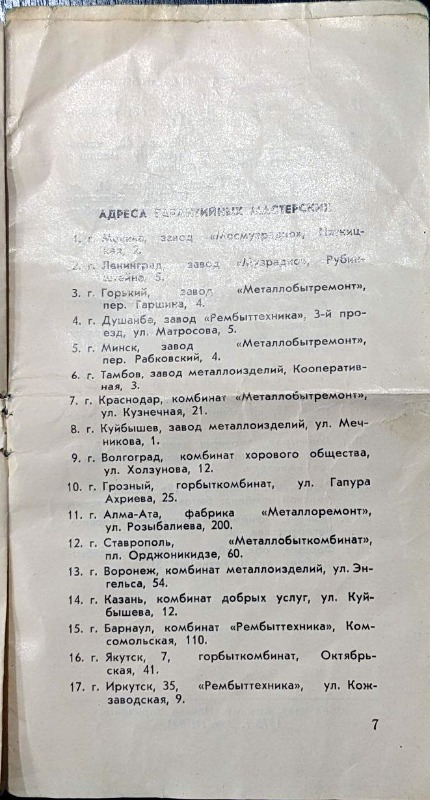 АДРЕСА ГАРАНТИЙНЫХ МАСТЕРСКИХ
1. г. Москва, завод
кая, 2.
2. г. Ленинград, завод «Музрадио», Рубин-
штейна, 5.
3. г. Горький, завод «Металлобытремонт»,
пер. Гаршина, 4.
4. г. Душанбе, завод «Рембыттехника», 3-й про-
езд, ул. Матросова, 5.
5. г. Минск, завод «Металлобытремонт»,
пер. Рабковский, 4.
6. г. Тамбов, завод металлоизделий, Кооператив-
ная, 3.
7. г. Краснодар, комбинат «Металлобытремонт»,
ул. Кузнечная, 21.
8. г. Куйбышев, завод металлоизделий, ул. Меч-
никова, 1.
9. г. Волгоград, комбинат хорового общества,
ул. Холзунова, 12.
10. г. Грозный, горбыткомбинат, ул. Гапура
Ахриева, 25.
11. г. Алма-Ата, фабрика «Металлоремонт»,
ул. Розыбалиева, 200.
12. г. Ставрополь, «Металлобыткомбинат»,
пл. Орджоникидзе, 60.
13. г. Воронеж, комбинат металлоизделий, ул. Эн-
гельса, 54.
14. г. Казань, комбинат добрых услуг, ул. Куй-
бышева, 12.
15. г. Барнаул, комбинат «Рембыттехника», Ком-
сомольская, 110.
16. г. Якутск, 7, горбыткомбинат, Октябрь-
ская, 41.
17. г. Иркутск, 35, «Рембыттехника», ул. Кож-
заводская, 9.
7